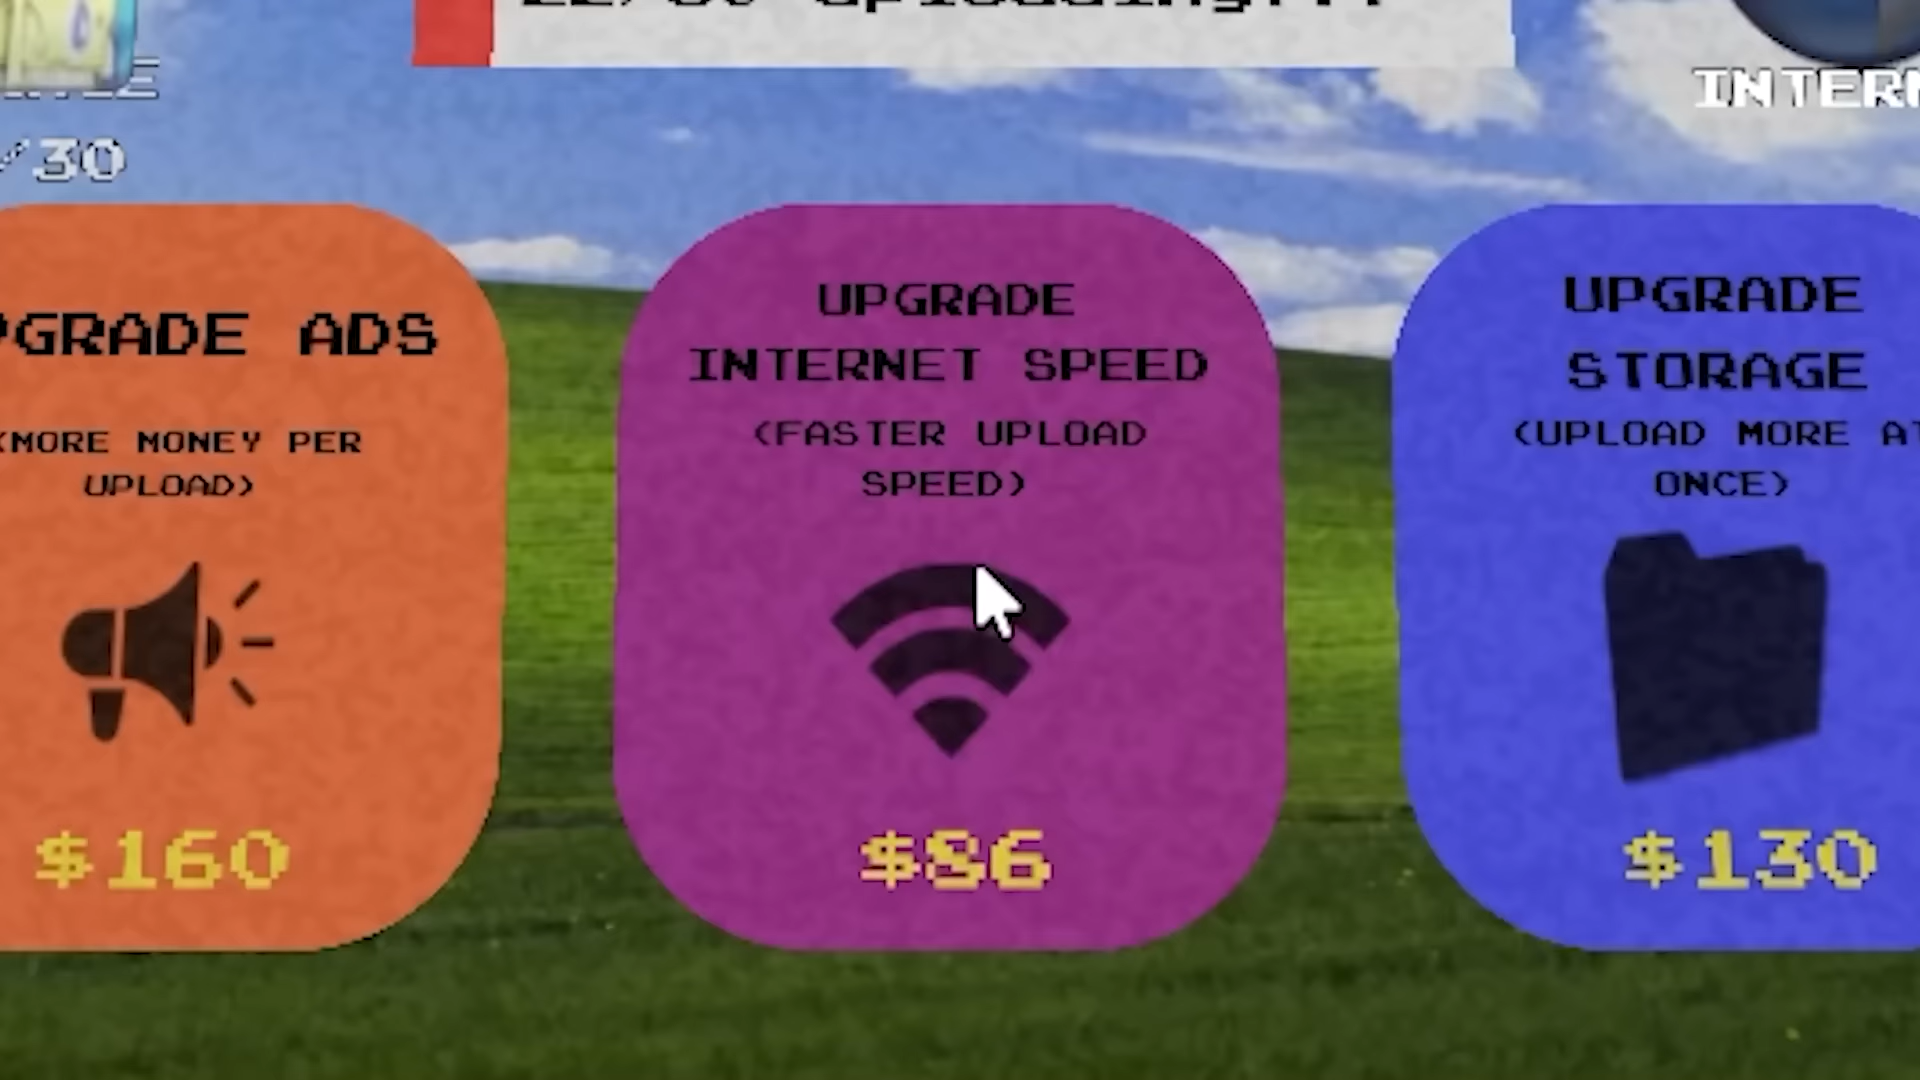 INTERN
/30
PGRADE ADS
(MORE MONEY PER
UPLOAD)
$160
UPGRADE
INTERNET SPEED
(FASTER UPLOAD
SPEED)
$86
UPGRADE
STORAGE
(UPLOAD MORE AT
ONCE)
$130